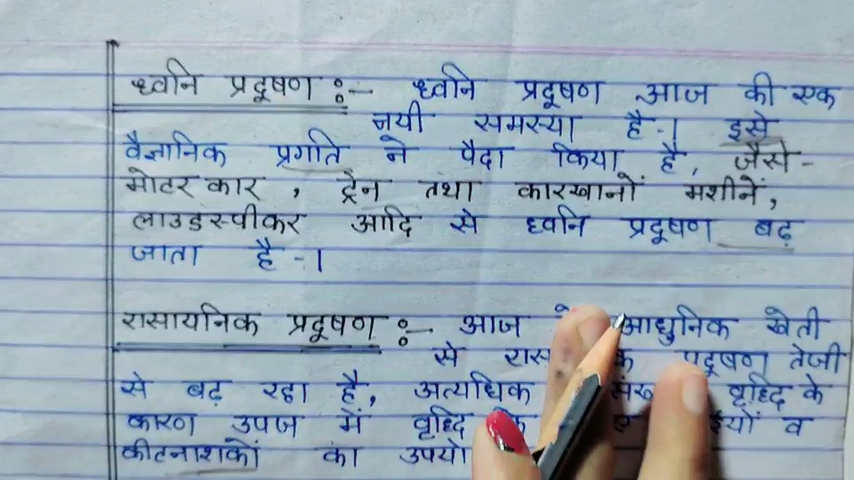 ध्वनि प्रदूषण :- ध्वनि प्रदूषण आज की एक
नयी समस्या है-। इसे
वैज्ञानिक प्रगति ने पैदा किया है, जैसे-
मोटर कार, ट्रेन तथा कारखानों मशीनें,
लाउडस्पीकर आदि से ध्वनि प्रदूषण बढ़
जाता है-।
रासायनिक प्रदूषण :- आज आधुनिक खेती
से प्रदूषण तेजी
से बढ़ रहा है, अत्यधिक वृध्दि के
कारण उपज में वृध्दि व
कीटनाशकों का